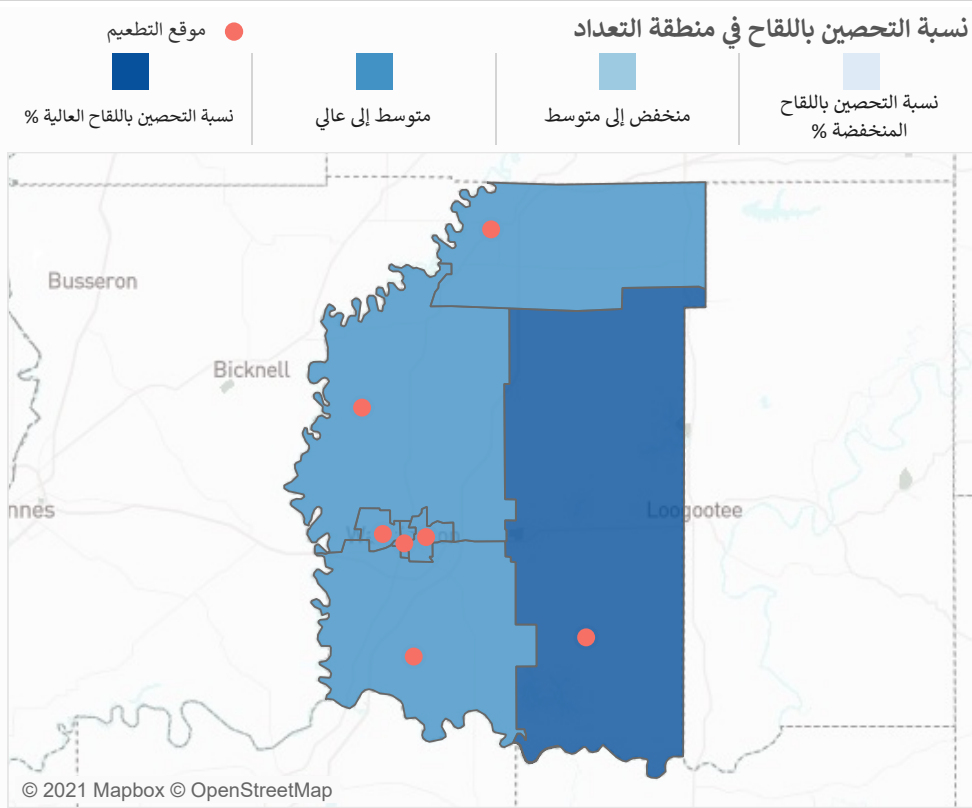 نسبة التحصين باللقاح في منطقة التعداد
موقع التطعيم
نسبة التحصين باللقاح
المنخفضة %
منخفض إلى متوسط
متوسط إلى عالي
نسبة التحصين باللقاح العالية %
Busseron
Bicknell
nnes
Loogootee
© 2021 Mapbox © OpenStreetMap